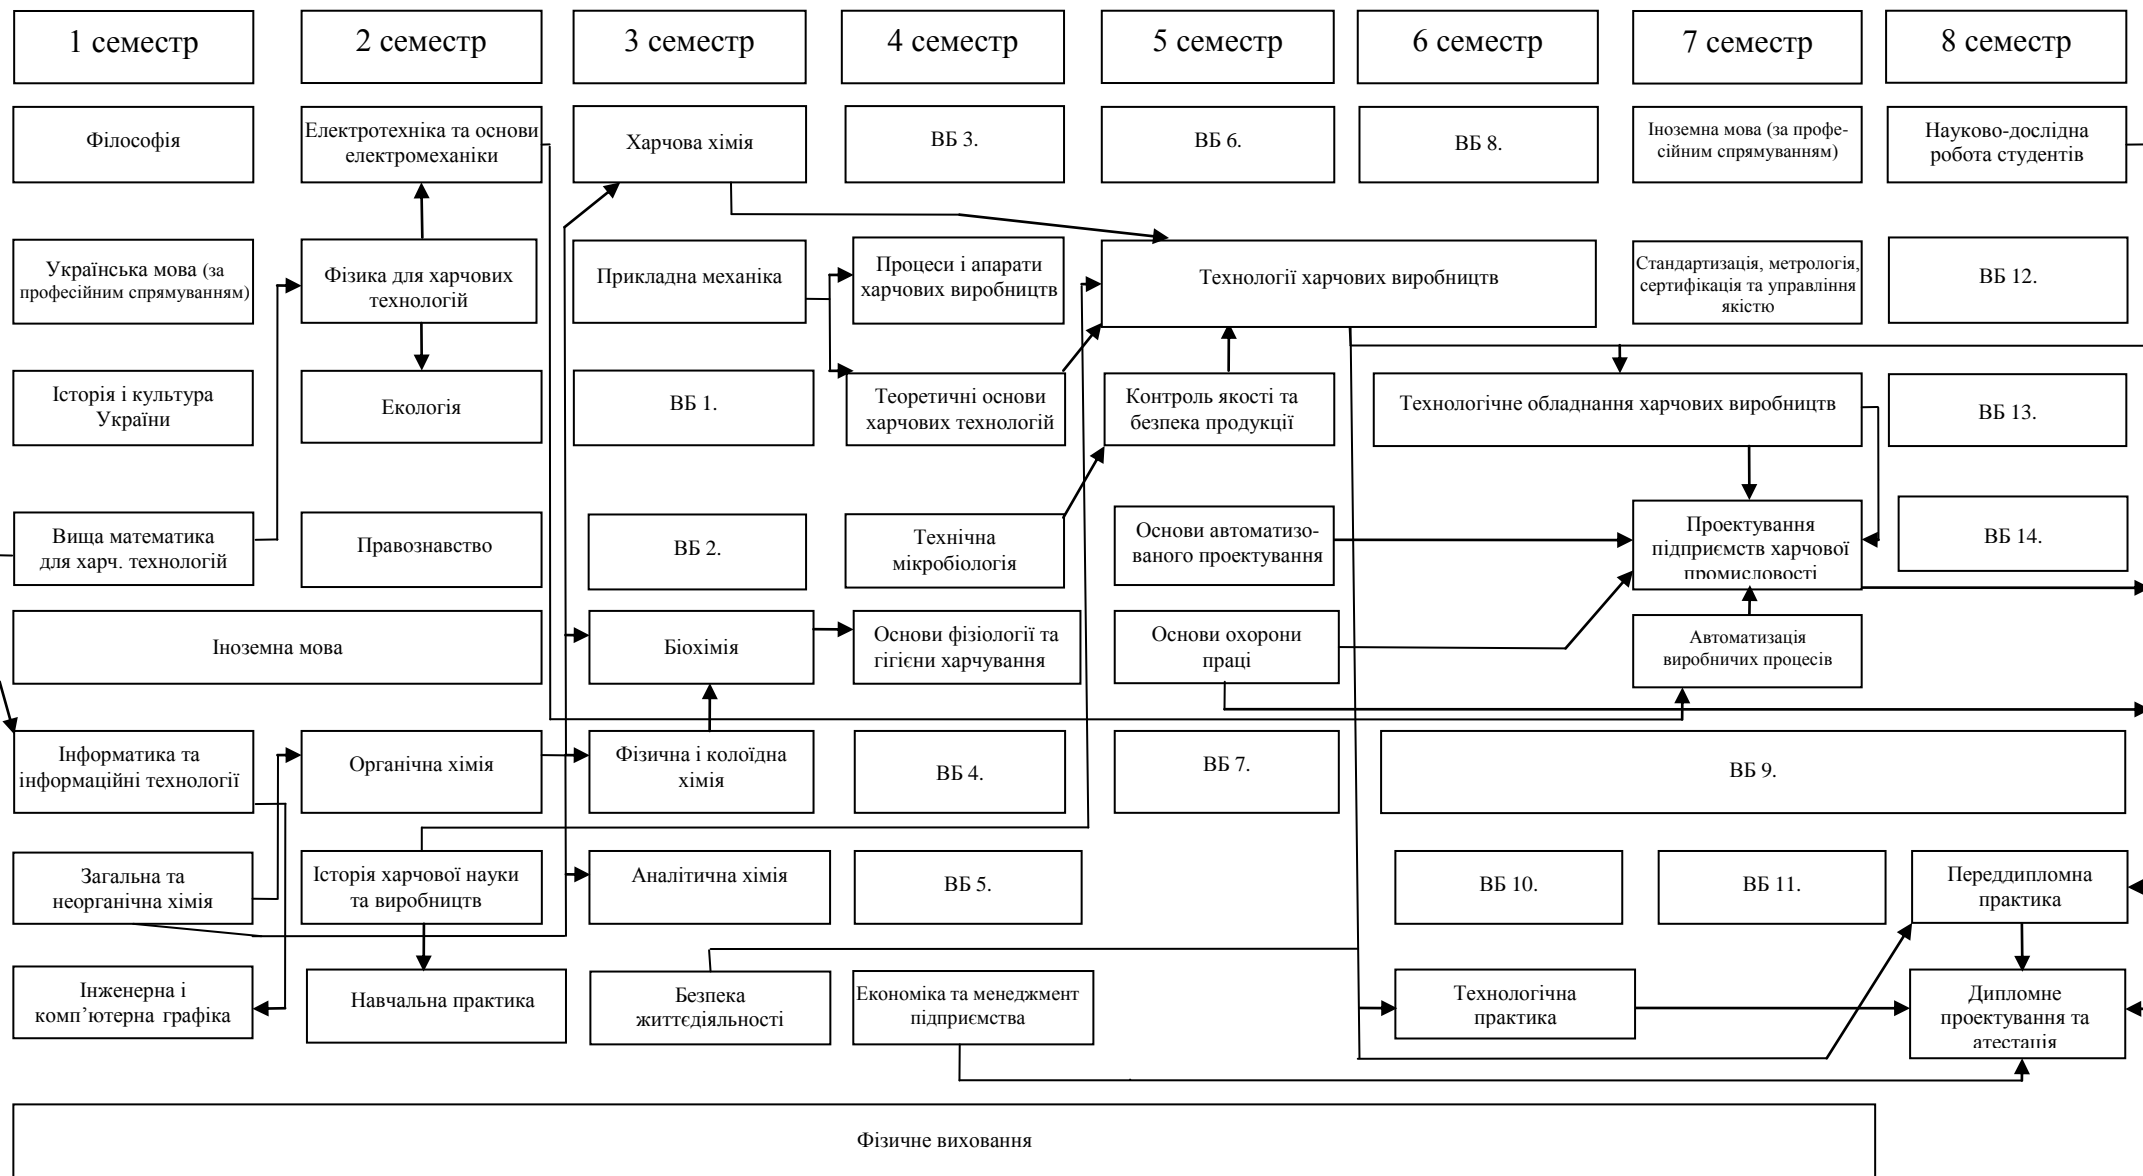 1 семестр
2 семестр
3 семестр
4 семестр
5 семестр
6 семестр
7 семестр
8 семестр
Філософія
Електротехніка та основи
електромеханіки
Харчова хімія
ВБ 3.
ВБ 6.
ВБ 8.
Іноземна мова (за профе-
сійним спрямуванням)
Науково-дослідна
робота студентів
Українська мова (за
професійним спрямуванням)
Фізика для харчових
технологій
Прикладна механіка
Процеси і апарати
харчових виробництв
Технології харчових виробництв
Стандартизація, метрологія,
сертифікація та управління
якістю
ВБ 12.
Історія і культура
України
Екологія
ВБ 1.
Теоретичні основи
харчових технологій
Контроль якості та
безпека продукції
Технологічне обладнання харчових виробництв
ВБ 13.
Вища математика
для харч. технологій
Правознавство
ВБ 2.
Технічна
мікробіологія
Основи автоматизо-
ваного проектування
Проектування
підприємств харчової
промисловості
ВБ 14.
Іноземна мова
Біохімія
Основи фізіології та
гігієни харчування
Основи охорони
праці
Автоматизація
виробничих процесів
Інформатика та
інформаційні технології
Органічна хімія
Фізична і колоїдна
хімія
ВБ 4.
ВБ 7.
ВБ 9.
Загальна та
неорганічна хімія
Історія харчової науки
та виробництв
Аналітична хімія
ВБ 5.
ВБ 10.
ВБ 11.
Переддипломна
практика
Інженерна і
комп’ютерна графіка
Навчальна практика
Безпека
життєдіяльності
Економіка та менеджмент
підприємства
Технологічна
практика
Дипломне
проектування та
атестація
Фізичне виховання